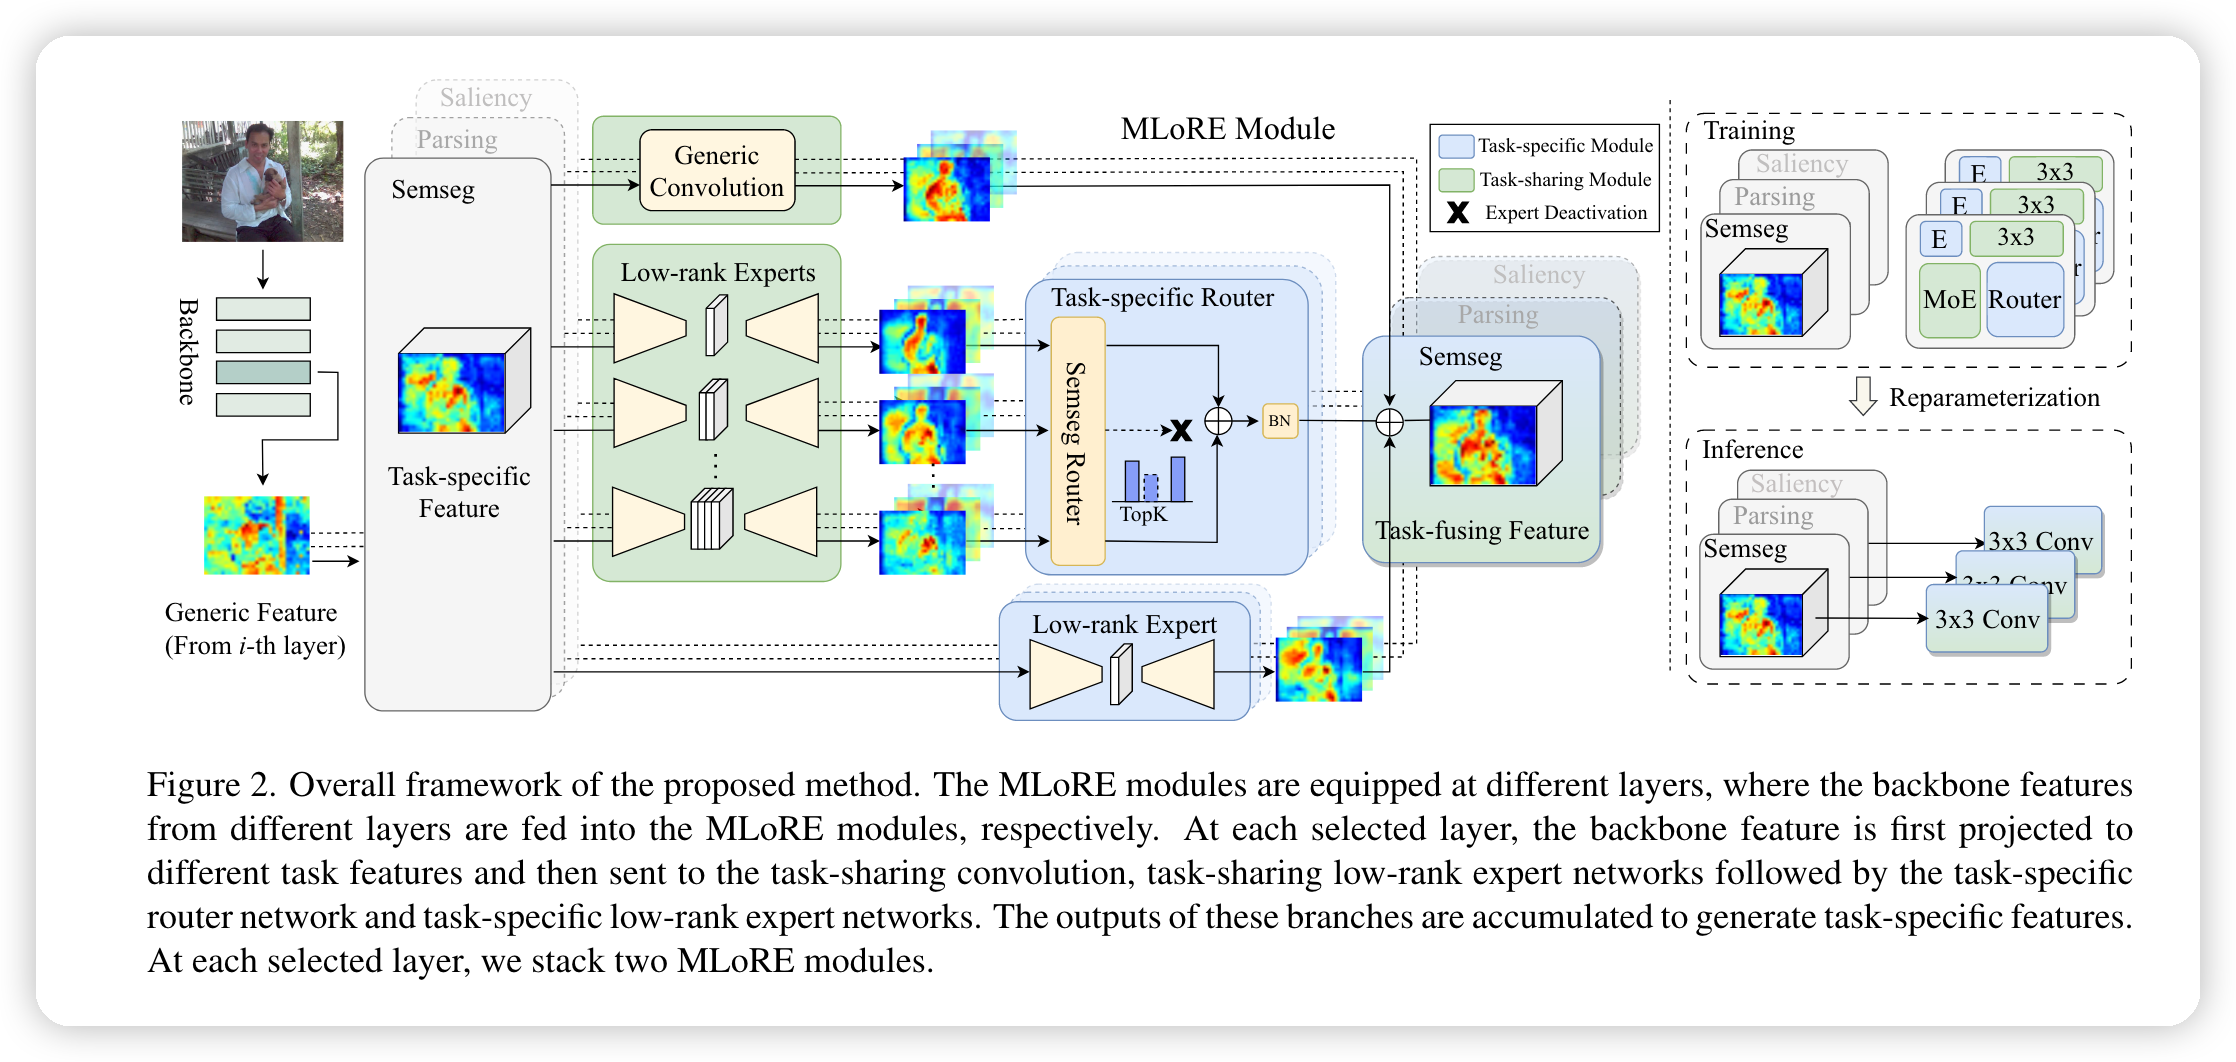 Saliency
Parsing
Semseg
Task-specific
Feature
Backbone
Generic Feature
(From i-th layer)
Generic
Convolution
Low-rank Experts
MLoRE Module
Task-specific Router
Semseg Router
TopK
BN
Low-rank Expert
Task-specific Module
Task-sharing Module
X Expert Deactivation
Saliency
Parsing
Semseg
Task-fusing Feature
Training
Saliency
Parsing
Semseg
E 3x3
E 3x3
E 3x3
MoE Router
r
r
Reparameterization
Inference
Saliency
Parsing
Semseg
3x3 Conv
3x3 Conv
3x3 Conv
Figure 2. Overall framework of the proposed method. The MLoRE modules are equipped at different layers, where the backbone features
from different layers are fed into the MLoRE modules, respectively. At each selected layer, the backbone feature is first projected to
different task features and then sent to the task-sharing convolution, task-sharing low-rank expert networks followed by the task-specific
router network and task-specific low-rank expert networks. The outputs of these branches are accumulated to generate task-specific features.
At each selected layer, we stack two MLoRE modules.